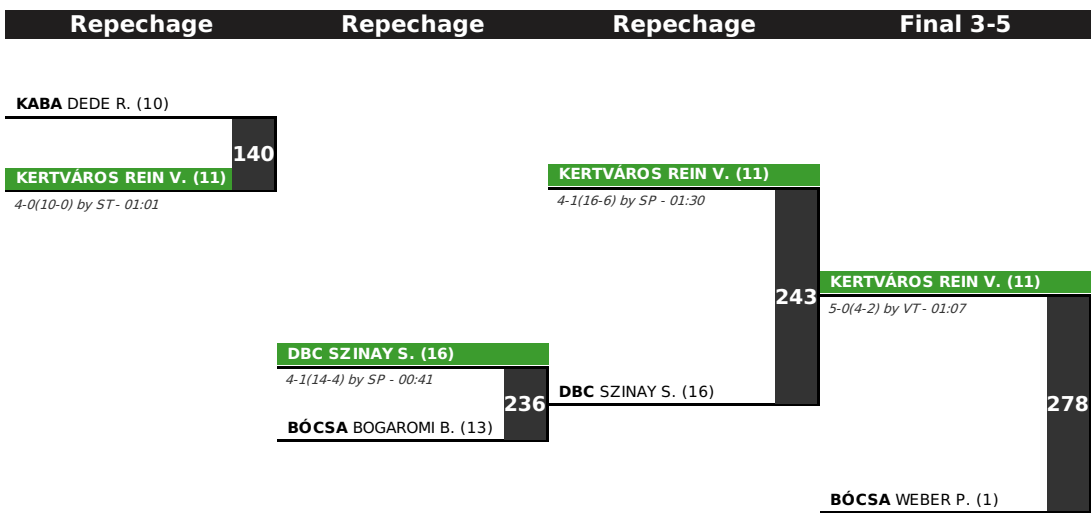 Repechage Repechage Repechage Final 3-5
KABA DEDE R. (10)
140
KERTVÁROS REIN V. (11)
4-0(10-0) by ST - 01:01
KERTVÁROS REIN V. (11)
4-1(16-6) by SP - 01:30
243
KERTVÁROS REIN V. (11)
5-0(4-2) by VT - 01:07
DBC SZINAY S. (16)
4-1(14-4) by SP - 00:41
236
DBC SZINAY S. (16)
BÓCSA BOGAROMI B. (13)
278
BÓCSA WEBER P. (1)